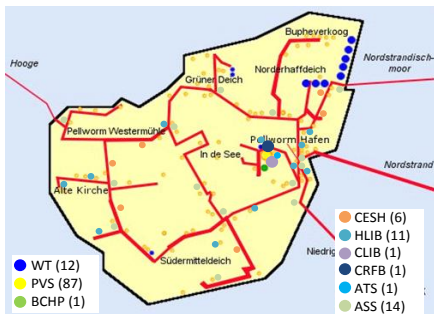 Bupheverkoog
Hooge
Grüner Deich
Norderhaffdeich
Nordstrandisch-
moor
Pellworm Westermühle
Pellworm Hafen
In de See
Nordstrand
Alte Kirche
Südermitteldeich
Niedrig
WT (12)
PVS (87)
BCHP (1)
CESH (6)
HLIB (11)
CLIB (1)
CRFB (1)
ATS (1)
ASS (14)